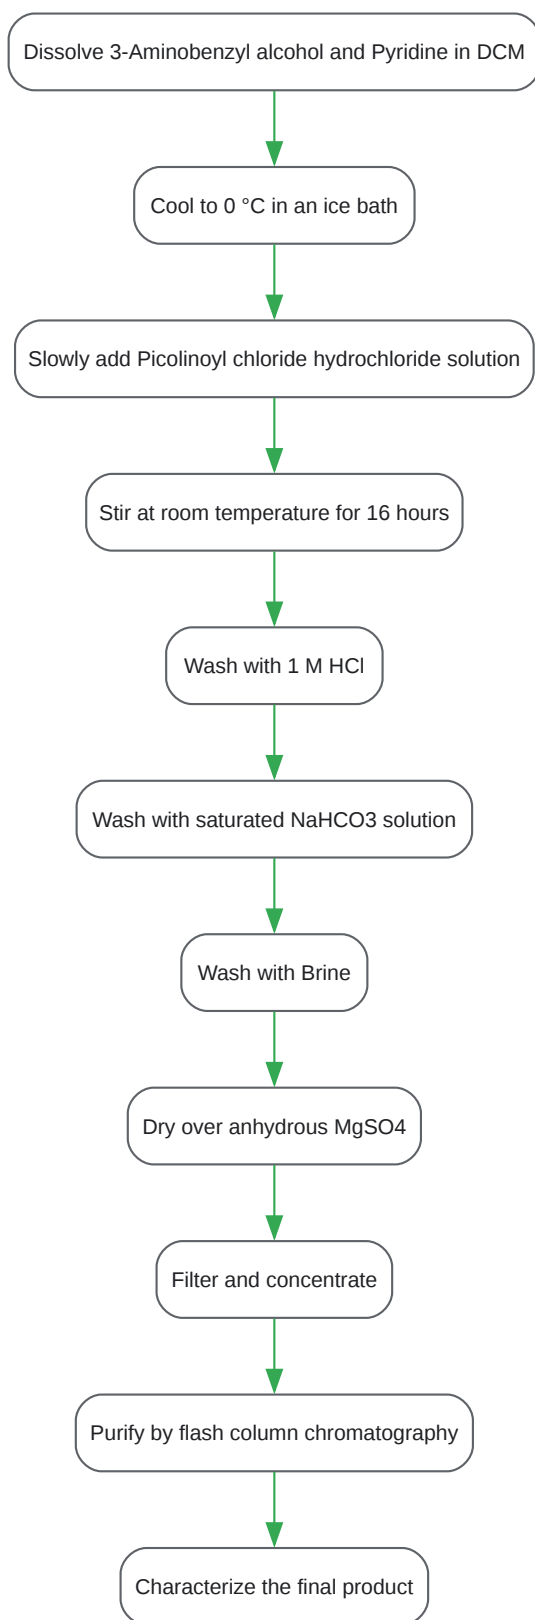 Dissolve 3-Aminobenzyl alcohol and Pyridine in DCM
Cool to 0 °C in an ice bath
Slowly add Picolinoyl chloride hydrochloride solution
Stir at room temperature for 16 hours
Wash with 1 M HCl
Wash with saturated NaHCO3 solution
Wash with Brine
Dry over anhydrous MgSO4
Filter and concentrate
Purify by flash column chromatography
Characterize the final product